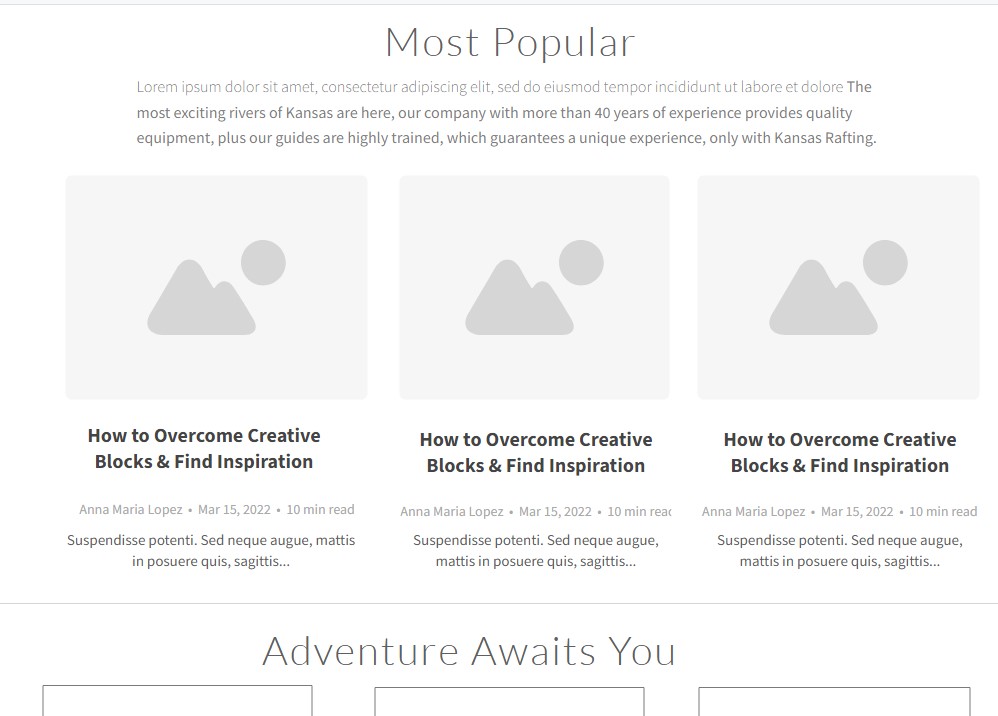 Most Popular
Lorem ipsum dolor sit amet, consectetur adipiscing elit, sed do eiusmod tempor incididunt ut labore et dolore The
most exciting rivers of Kansas are here, our company with more than 40 years of experience provides quality
equipment, plus our guides are highly trained, which guarantees a unique experience, only with Kansas Rafting.
How to Overcome Creative
Blocks & Find Inspiration
Anna Maria Lopez • Mar 15, 2022 • 10 min read
Suspendisse potenti. Sed neque augue, mattis
in posuere quis, sagittis...
How to Overcome Creative
Blocks & Find Inspiration
Anna Maria Lopez • Mar 15, 2022 • 10 min read
Suspendisse potenti. Sed neque augue,
mattis in posuere quis, sagittis...
How to Overcome Creative
Blocks & Find Inspiration
Anna Maria Lopez • Mar 15, 2022 • 10 min read
Suspendisse potenti. Sed neque augue,
mattis in posuere quis, sagittis...
Adventure Awaits You